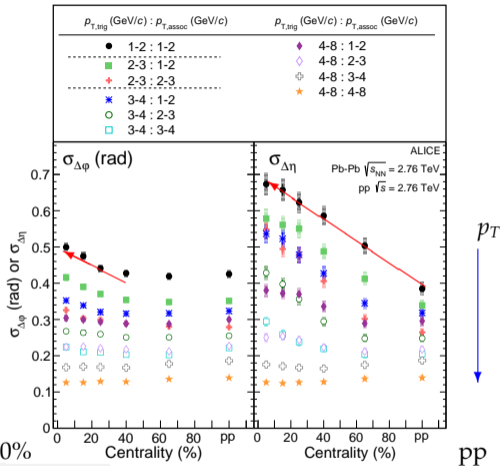 p_T,trig (GeV/c) : p_T,assoc (GeV/c)
p_T,trig (GeV/c) : p_T,assoc (GeV/c)
1-2 : 1-2
2-3 : 1-2
2-3 : 2-3
3-4 : 1-2
3-4 : 2-3
3-4 : 3-4
4-8 : 1-2
4-8 : 2-3
4-8 : 3-4
4-8 : 4-8
σ_Δφ (rad)
σ_Δη
ALICE
Pb-Pb √s_NN = 2.76 TeV
pp √s = 2.76 TeV
σ_Δφ (rad) or σ_Δη
0.7
0.6
0.5
0.4
0.3
0.2
0.1
0
0 20 40 60 80 pp
0 20 40 60 80 pp
Centrality (%)
Centrality (%)
p_T
0%
pp